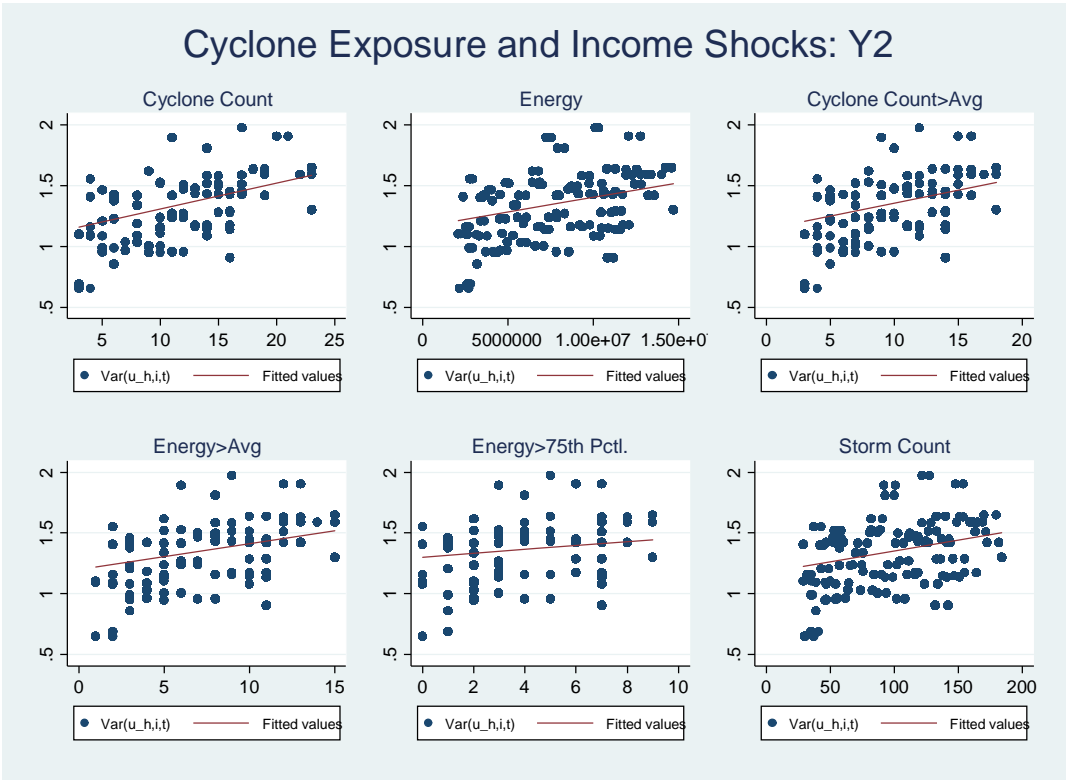 Cyclone Exposure and Income Shocks: Y2
Cyclone Count
2
1.5
1
.5
5 10 15 20 25
Var(u_h,i,t) Fitted values
Energy
2
1.5
1
.5
0 5000000 1.00e+07 1.50e+0
Var(u_h,i,t) Fitted values
Cyclone Count>Avg
2
1.5
1
.5
0 5 10 15 20
Var(u_h,i,t) Fitted values
Energy>Avg
2
1.5
1
.5
0 5 10 15
Var(u_h,i,t) Fitted values
Energy>75th Pctl.
2
1.5
1
.5
0 2 4 6 8 10
Var(u_h,i,t) Fitted values
Storm Count
2
1.5
1
.5
0 50 100 150 200
Var(u_h,i,t) Fitted values